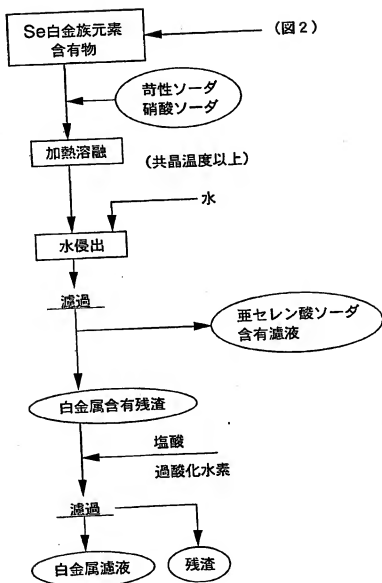 Se白金族元素
含有物
(図2)
苛性ソーダ
硝酸ソーダ
加熱溶融
(共晶温度以上)
水
水侵出
濾過
亜セレン酸ソーダ
含有濾液
白金属含有残渣
塩酸
過酸化水素
濾過
白金属濾液
残渣